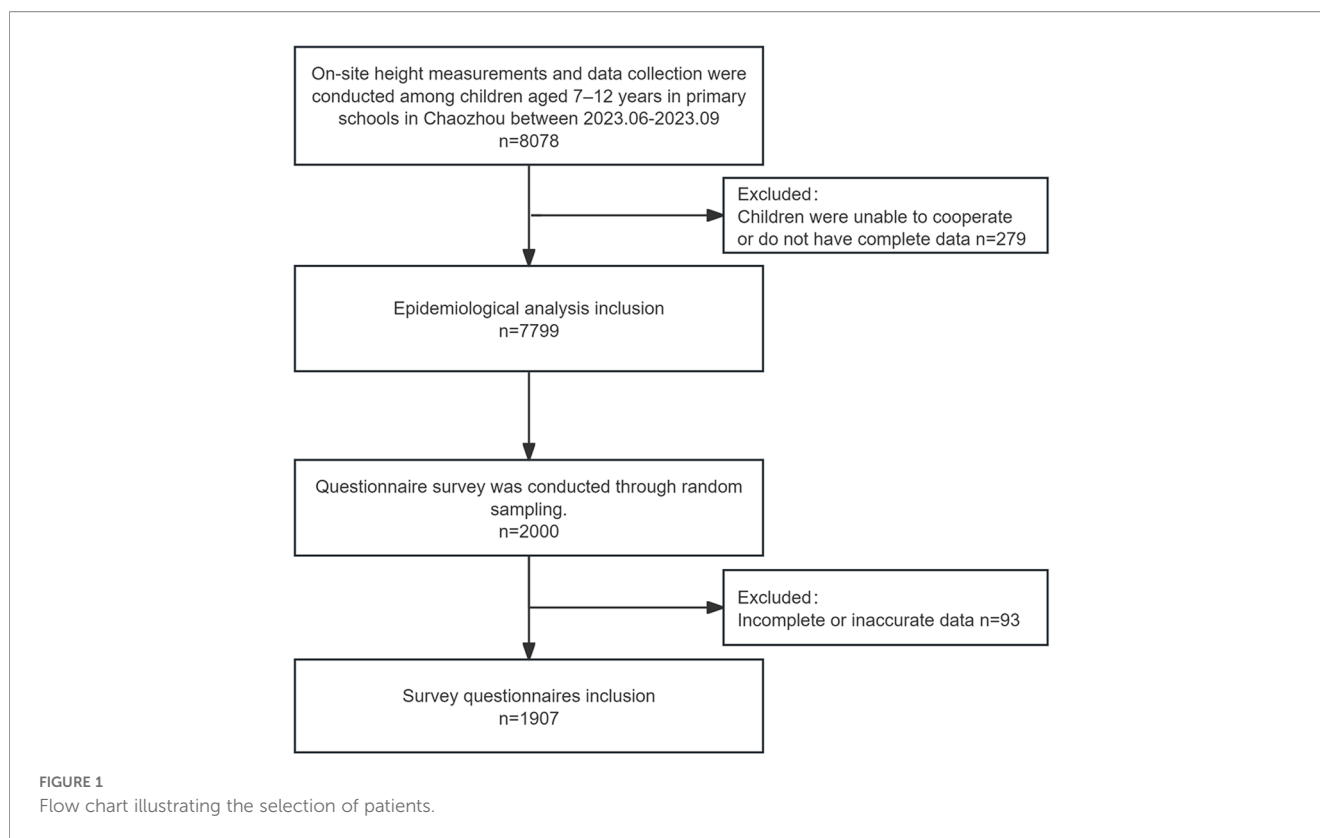 On-site height measurements and data collection were
conducted among children aged 7–12 years in primary
schools in Chaozhou between 2023.06-2023.09
n=8078
Excluded:
Children were unable to cooperate
or do not have complete data n=279
Epidemiological analysis inclusion
n=7799
Questionnaire survey was conducted through random
sampling.
n=2000
Excluded:
Incomplete or inaccurate data n=93
Survey questionnaires inclusion
n=1907
FIGURE 1
Flow chart illustrating the selection of patients.